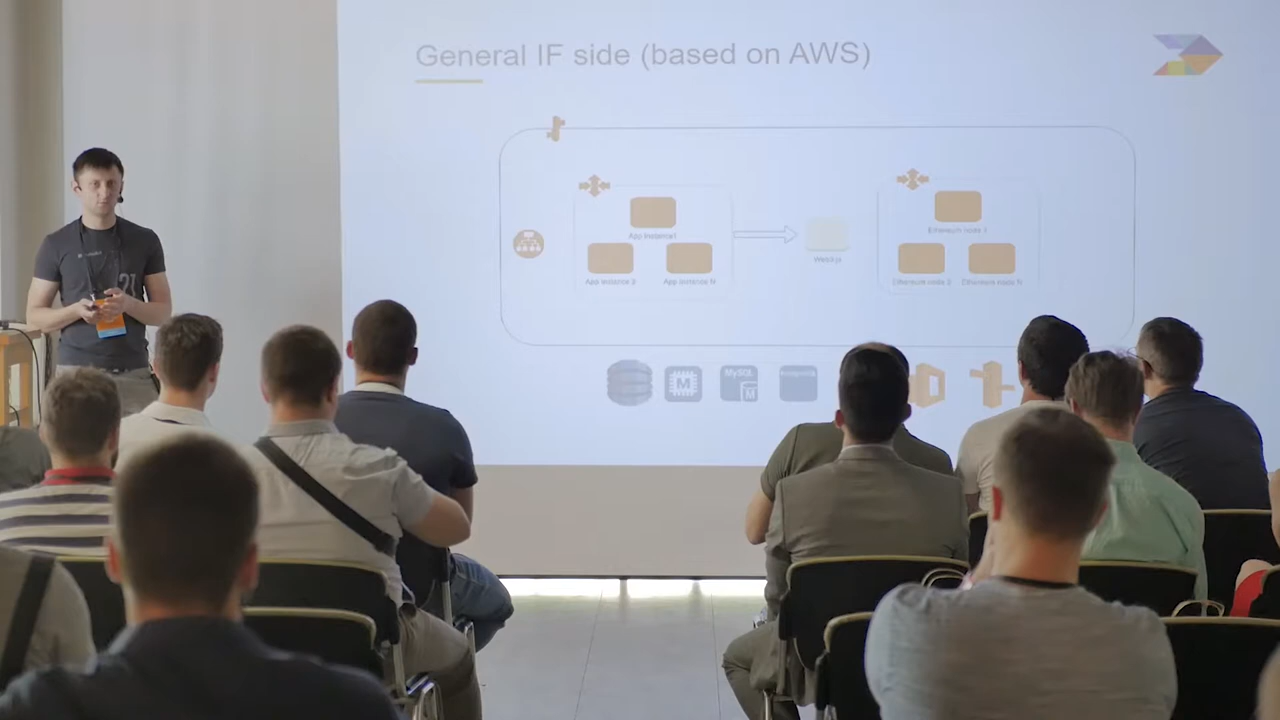 General IF side (based on AWS)
App Instance1
App Instance 2
App Instance N
Web3.js
Ethereum node 1
Ethereum node 2
Ethereum node N
M
MySQL
M
21